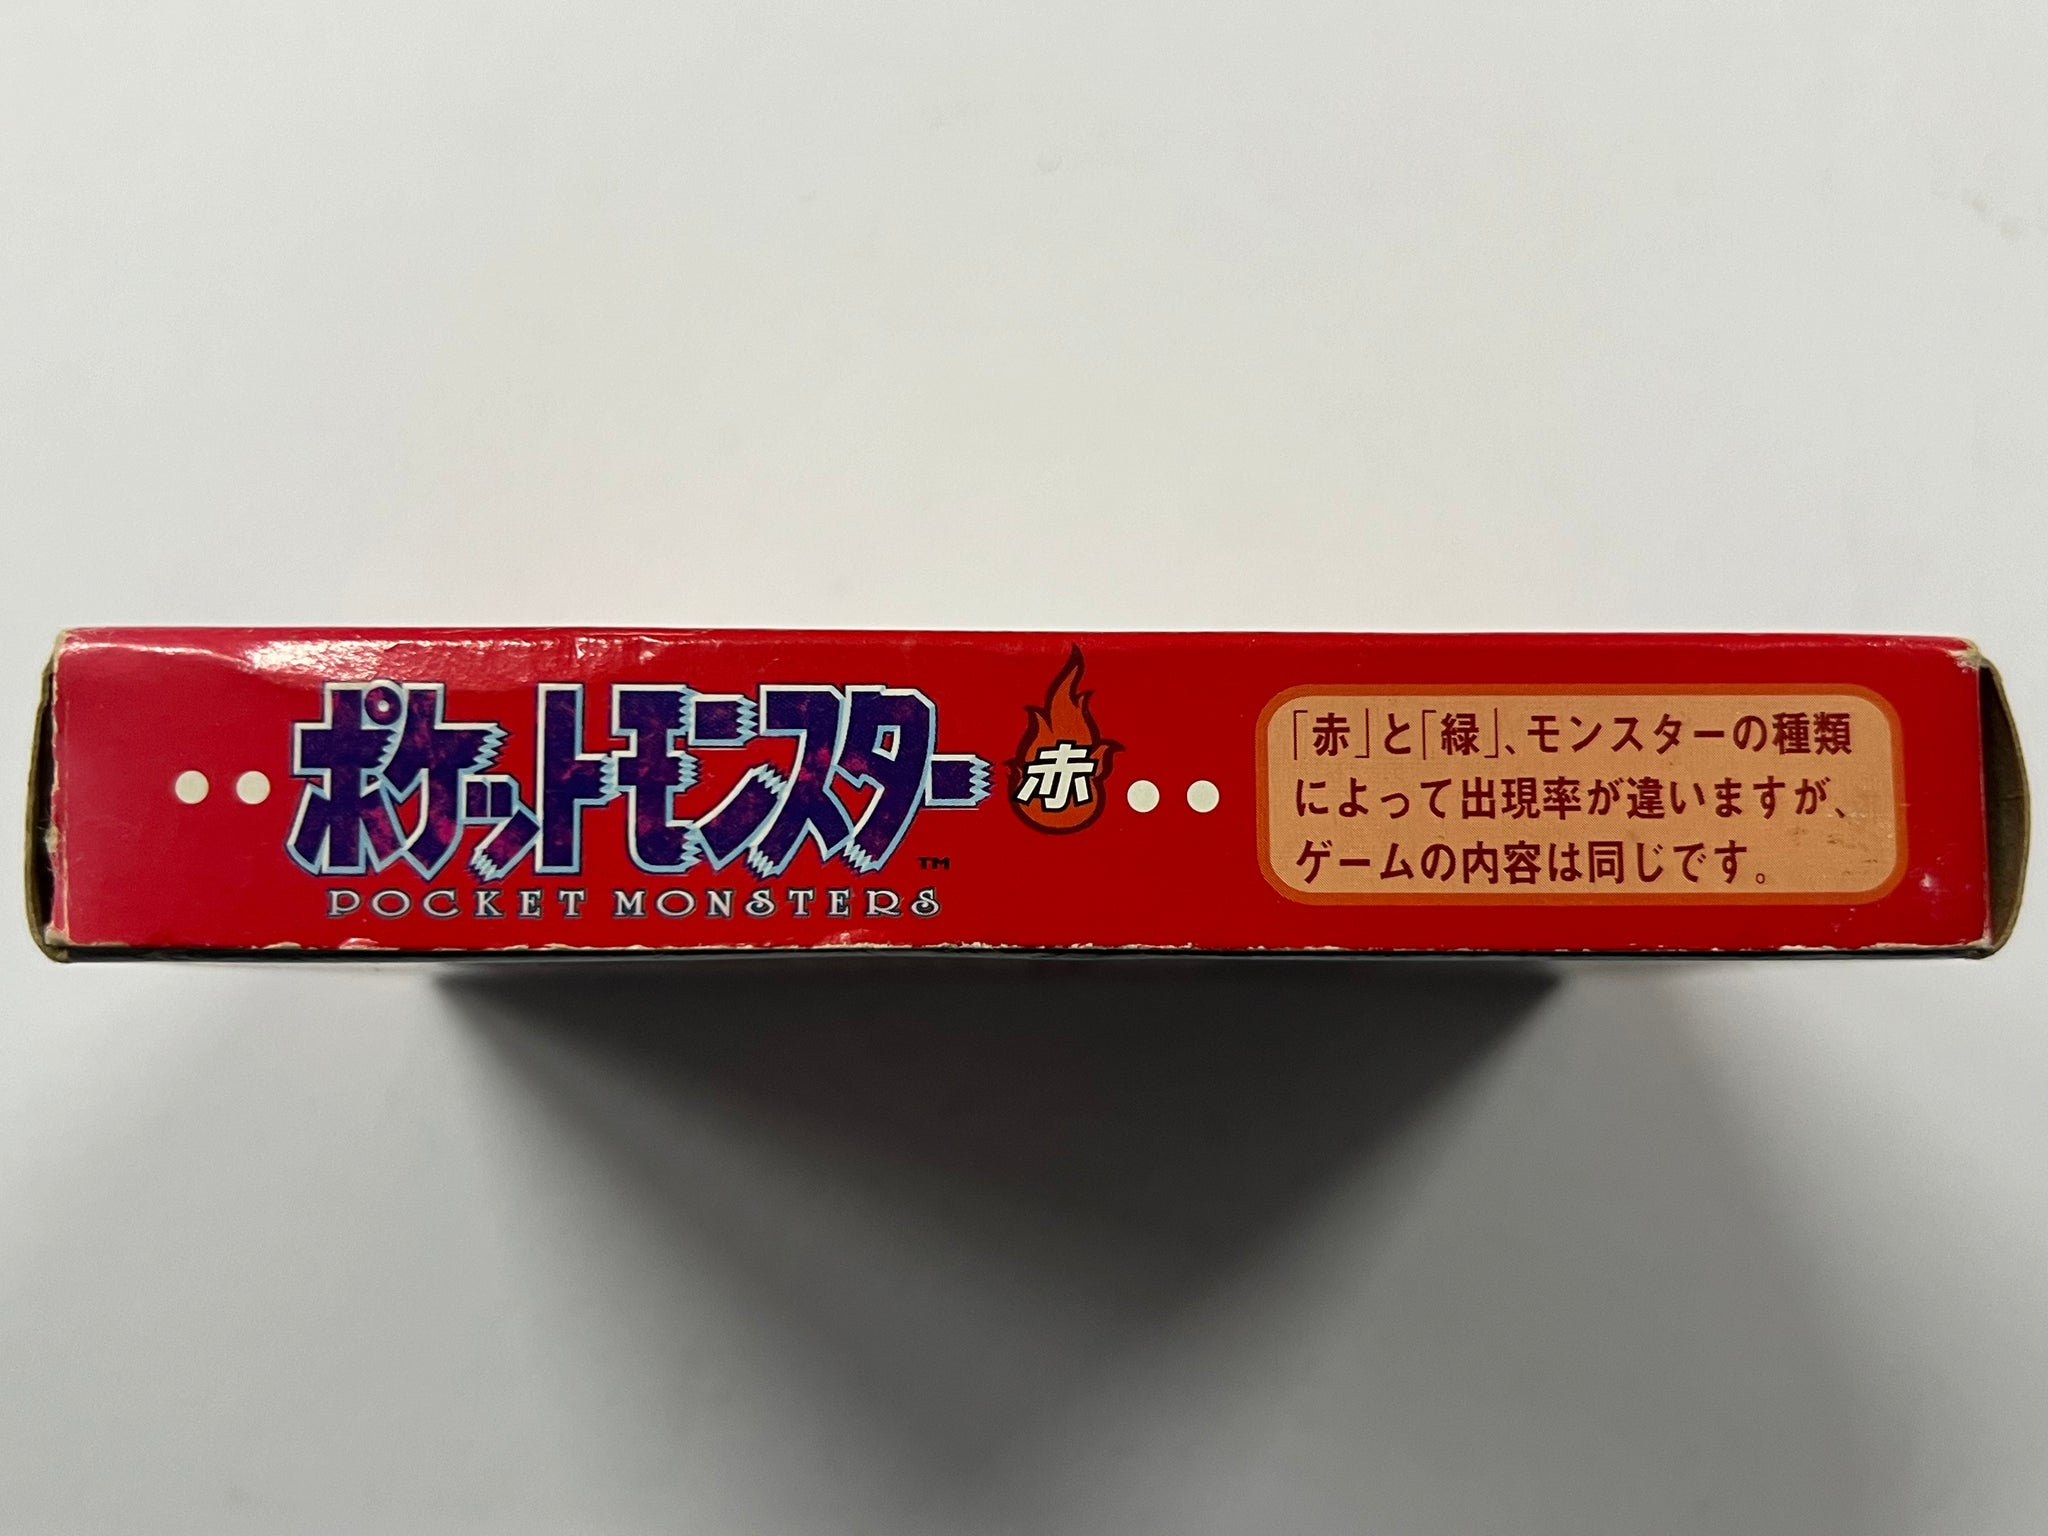 ポケットモンスター 赤
TM
POCKET MONSTERS
「赤」と「緑」、モンスターの種類
によって出現率が違いますが、
ゲームの内容は同じです。